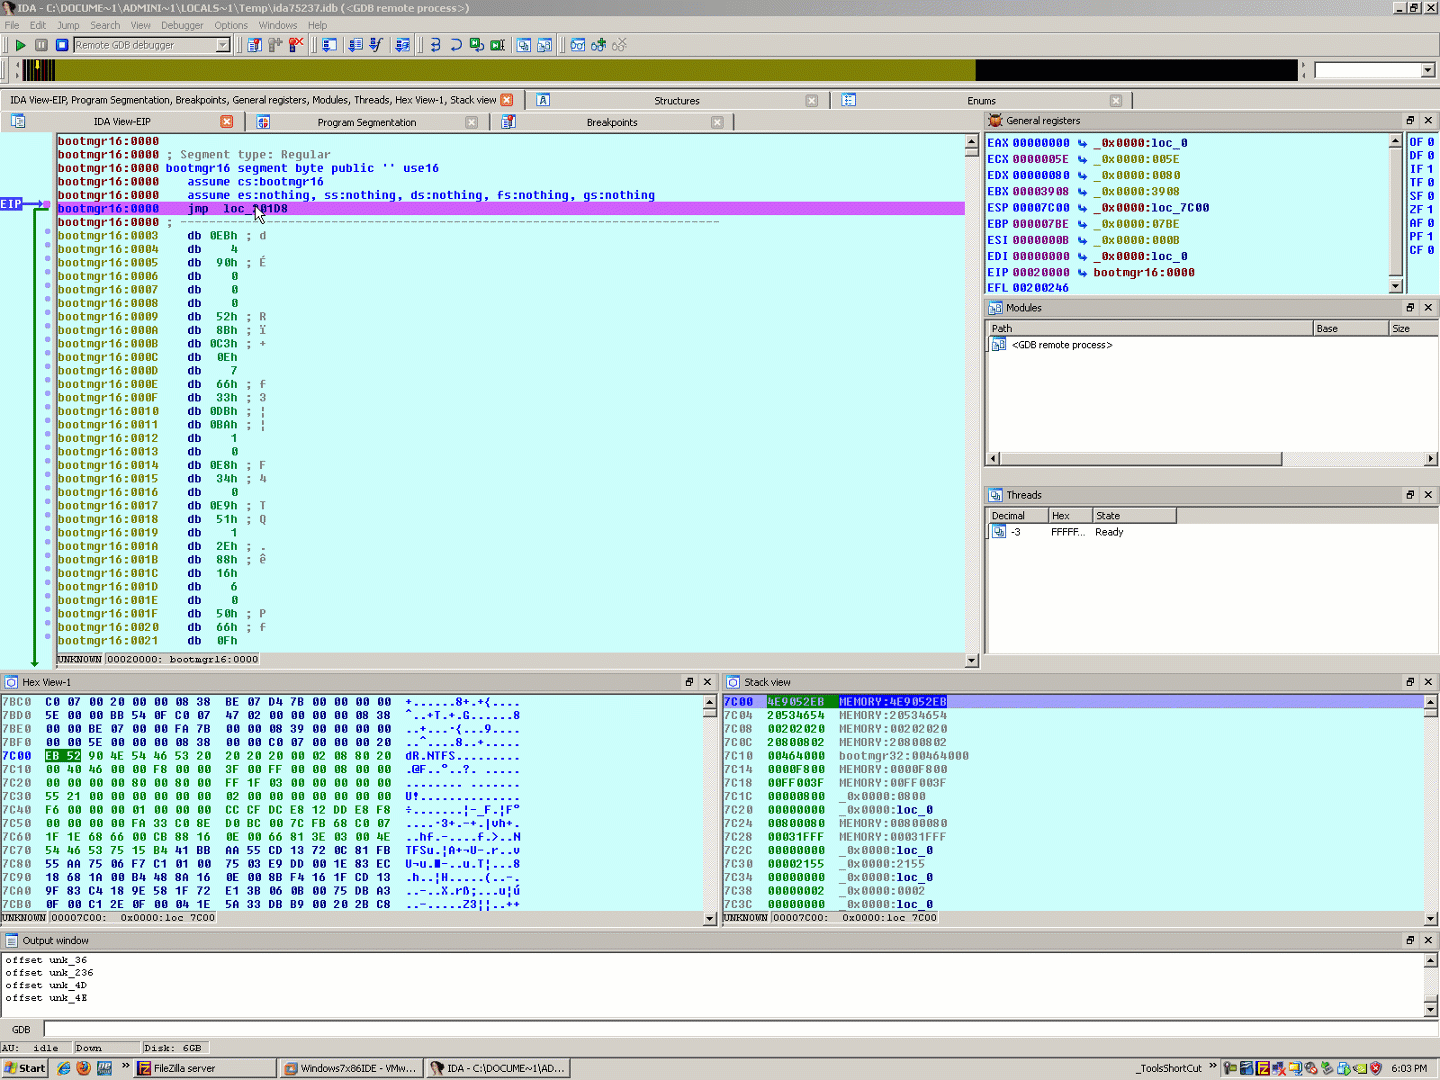 IDA - C:\DOCUME~1\ADMINI~1\LOCALS~1\Temp\ida75237.idb (<GDB remote process>)
File Edit Jump Search View Debugger Options Windows Help
Remote GDB debugger
IDA View-EIP, Program Segmentation, Breakpoints, General registers, Modules, Threads, Hex View-1, Stack view
Structures
Enums
IDA View-EIP
Program Segmentation
Breakpoints
EIP
bootmgr16:0000
bootmgr16:0000 ; Segment type: Regular
bootmgr16:0000 bootmgr16 segment byte public '' use16
bootmgr16:0000 assume cs:bootmgr16
bootmgr16:0000 assume es:nothing, ss:nothing, ds:nothing, fs:nothing, gs:nothing
bootmgr16:0000 jmp loc_201D8
bootmgr16:0000 ; ---------------------------------------------------------------------------
bootmgr16:0003 db 0EBh ; d
bootmgr16:0004 db 4
bootmgr16:0005 db 90h ; É
bootmgr16:0006 db 0
bootmgr16:0007 db 0
bootmgr16:0008 db 0
bootmgr16:0009 db 52h ; R
bootmgr16:000A db 8Bh ; ï
bootmgr16:000B db 0C3h ; +
bootmgr16:000C db 0Eh
bootmgr16:000D db 7
bootmgr16:000E db 66h ; f
bootmgr16:000F db 33h ; 3
bootmgr16:0010 db 0DBh ; ¦
bootmgr16:0011 db 0BAh ; ¦
bootmgr16:0012 db 1
bootmgr16:0013 db 0
bootmgr16:0014 db 0E8h ; F
bootmgr16:0015 db 34h ; 4
bootmgr16:0016 db 0
bootmgr16:0017 db 0E9h ; T
bootmgr16:0018 db 51h ; Q
bootmgr16:0019 db 1
bootmgr16:001A db 2Eh ; .
bootmgr16:001B db 88h ; ê
bootmgr16:001C db 16h
bootmgr16:001D db 6
bootmgr16:001E db 0
bootmgr16:001F db 50h ; P
bootmgr16:0020 db 66h ; f
bootmgr16:0021 db 0Fh
UNKNOWN 00020000: bootmgr16:0000
General registers
EAX 00000000 _0x0000:loc_0
ECX 0000005E _0x0000:005E
EDX 00000080 _0x0000:0080
EBX 00003908 _0x0000:3908
ESP 00007C00 _0x0000:loc_7C00
EBP 000007BE _0x0000:07BE
ESI 0000000B _0x0000:000B
EDI 00000000 _0x0000:loc_0
EIP 00020000 bootmgr16:0000
EFL 00200246
OF 0
DF 0
IF 1
TF 0
SF 0
ZF 1
AF 0
PF 1
CF 0
Modules
Path Base Size
<GDB remote process>
Threads
Decimal Hex State
-3 FFFFF... Ready
Hex View-1
7BC0 C0 07 00 20 00 00 08 38 BE 07 D4 7B 00 00 00 00 +......8+.+{....
7BD0 5E 00 00 BB 54 0F C0 07 47 02 00 00 00 00 08 38 ^..+T.+.G......8
7BE0 00 00 BE 07 00 00 FA 7B 00 00 08 39 00 00 00 00 ..+...·{...9....
7BF0 00 00 5E 00 00 00 08 38 00 00 C0 07 00 00 00 20 ..^....8..+.....
7C00 EB 52 90 4E 54 46 53 20 20 20 20 00 02 08 80 20 dR.NTFS.........
7C10 00 40 46 00 00 F8 00 00 3F 00 FF 00 00 08 00 00 .@F..°..?. .....
7C20 00 00 00 00 80 00 80 00 FF 1F 03 00 00 00 00 00 ........ .......
7C30 55 21 00 00 00 00 00 00 02 00 00 00 00 00 00 00 U!..............
7C40 F6 00 00 00 01 00 00 00 CC CF DC E8 12 DD E8 F8 ÷.......¦-_F.¦F°
7C50 00 00 00 00 FA 33 C0 8E D0 BC 00 7C FB 68 C0 07 ....·3+.-+.|vh+.
7C60 1F 1E 68 66 00 CB 88 16 0E 00 66 81 3E 03 00 4E ..hf.-....f.>..N
7C70 54 46 53 75 15 B4 41 BB AA 55 CD 13 72 0C 81 FB TFSu.¦A+¬U-.r..v
7C80 55 AA 75 06 F7 C1 01 00 75 03 E9 DD 00 1E 83 EC
7C90 18 68 1A 00 B4 48 8A 16 0E 00 8B F4 16 1F CD 13
7CA0 9F 83 C4 18 9E 58 1F 72 E1 3B 06 0B 00 75 DB A3
7CB0 0F 00 C1 2E 0F 00 04 1E 5A 33 DB B9 00 20 2B C8 ..-.....Z3¦¦..++
UNKNOWN 00007C00: 0x0000:loc 7C00
Stack view
7C00 4E9052EB MEMORY:4E9052EB
7C04 20534654 MEMORY:20534654
7C08 00202020 MEMORY:00202020
7C0C 20800802 MEMORY:20800802
7C10 00464000 bootmgr32:00464000
7C14 0000F800 MEMORY:0000F800
7C18 00FF003F MEMORY:00FF003F
7C1C 00000800 _0x0000:0800
7C20 00000000 _0x0000:loc_0
7C24 00800080 MEMORY:00800080
7C28 00031FFF MEMORY:00031FFF
7C2C 00000000 _0x0000:loc_0
7C30 00002155 _0x0000:2155
7C34 00000000 _0x0000:loc_0
7C38 00000002 _0x0000:0002
7C3C 00000000 _0x0000:loc_0
UNKNOWN 00007C00: 0x0000:loc 7C00
Output window
offset unk_36
offset unk_236
offset unk_4D
offset unk_4E
GDB
AU: idle Down Disk: 6GB
Start
FileZilla server
Windows7x86IDE - VMw...
IDA - C:\DOCUME~1\AD...
_ToolsShortCut
6:03 PM